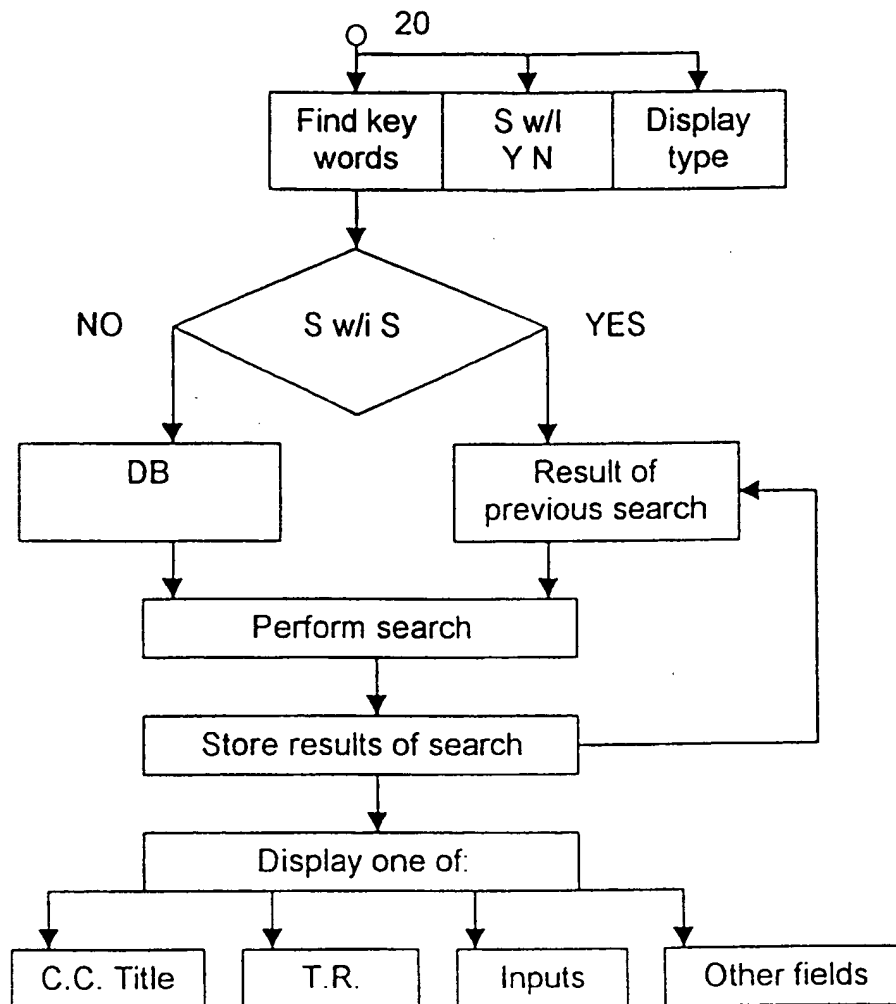 20
Find key
words
S w/I
Y N
Display
type
NO
S w/i S
YES
DB
Result of
previous search
Perform search
Store results of search
Display one of:
C.C. Title
T.R.
Inputs
Other fields